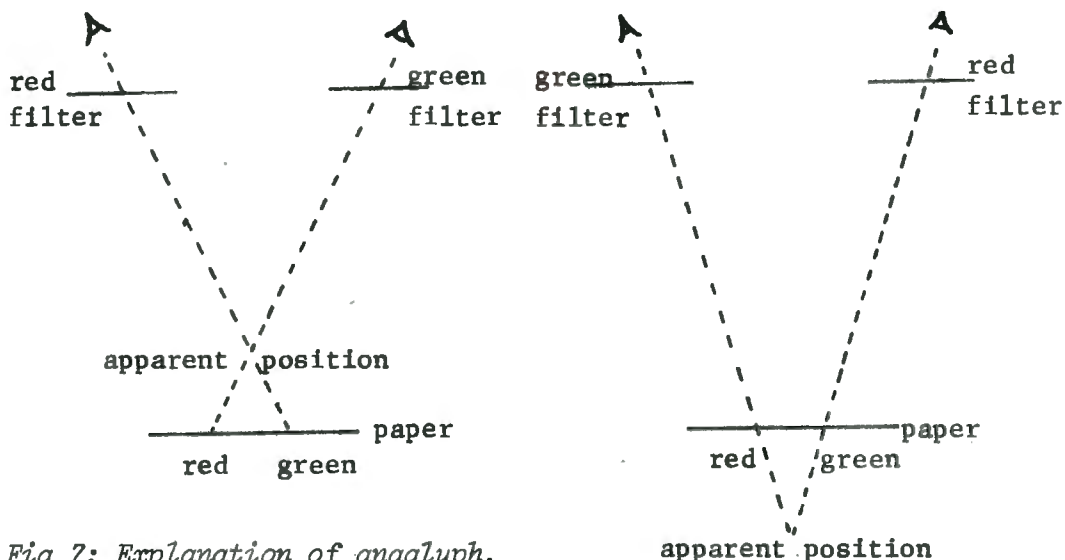 red
filter
green
filter
apparent position
paper
red green
green
filter
red
filter
paper
red green
apparent position
Fig 7: Explanation of anaglyph.